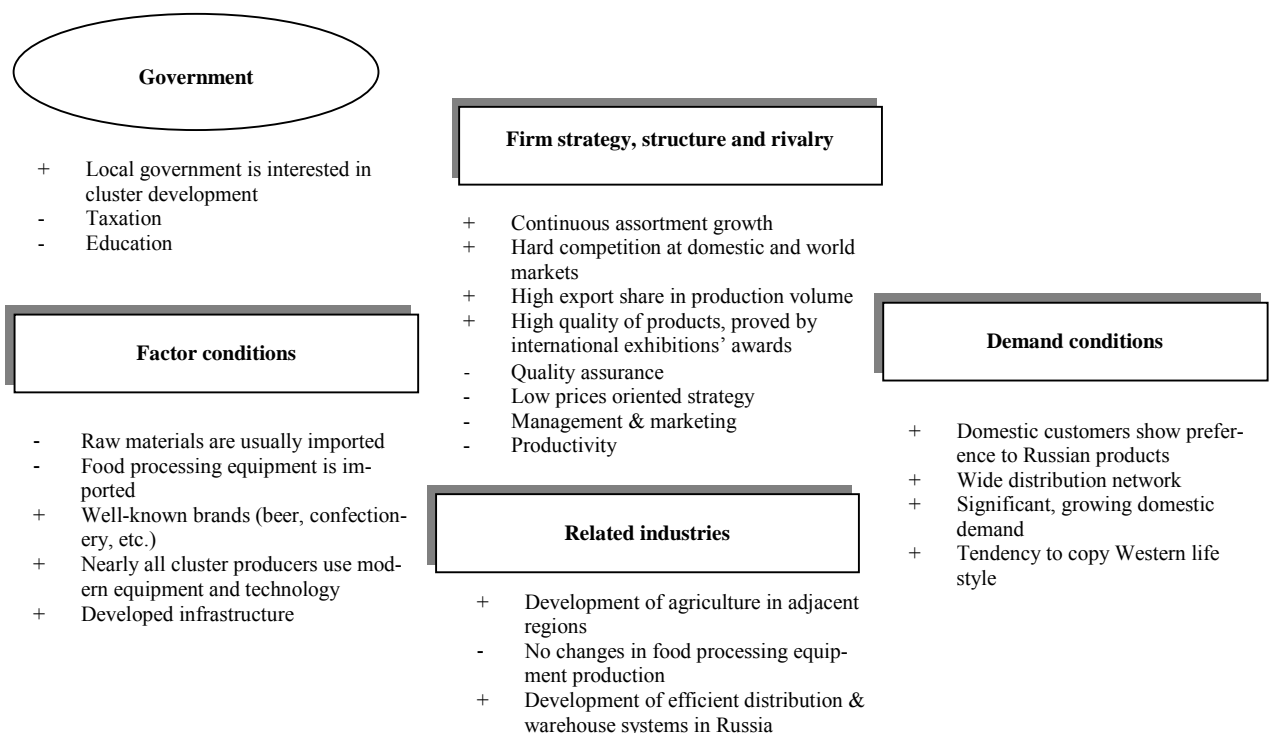 Government
+ Local government is interested in
cluster development
- Taxation
- Education
Firm strategy, structure and rivalry
+ Continuous assortment growth
+ Hard competition at domestic and world
markets
+ High export share in production volume
+ High quality of products, proved by
international exhibitions’ awards
- Quality assurance
- Low prices oriented strategy
- Management & marketing
- Productivity
Factor conditions
- Raw materials are usually imported
- Food processing equipment is im-
ported
+ Well-known brands (beer, confection-
ery, etc.)
+ Nearly all cluster producers use mod-
ern equipment and technology
+ Developed infrastructure
Demand conditions
+ Domestic customers show prefer-
ence to Russian products
+ Wide distribution network
+ Significant, growing domestic
demand
+ Tendency to copy Western life
style
Related industries
+ Development of agriculture in adjacent
regions
- No changes in food processing equip-
ment production
+ Development of efficient distribution &
warehouse systems in Russia